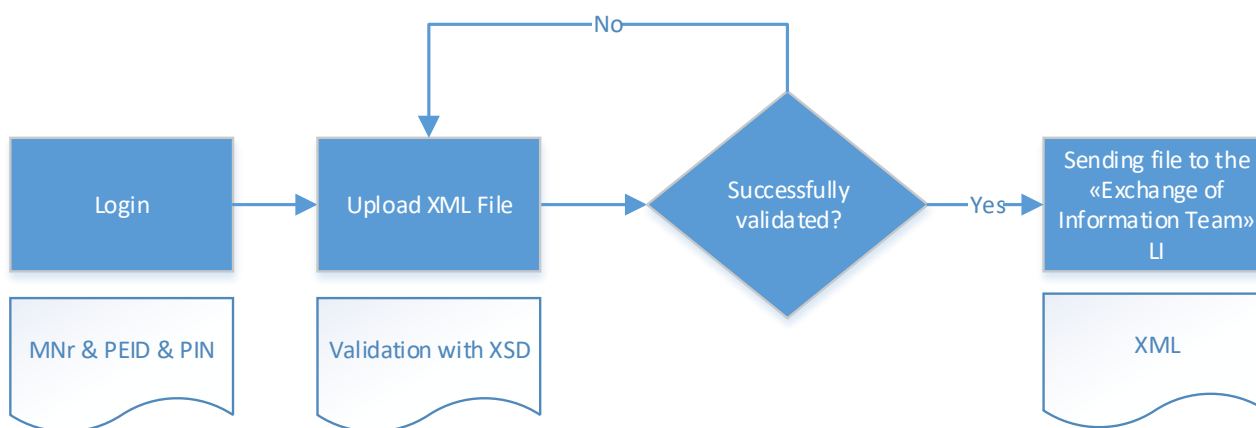 No
Login
Upload XML File
Successfully
validated?
Yes
Sending file to the
«Exchange of
Information Team»
LI
MNr & PEID & PIN
Validation with XSD
XML